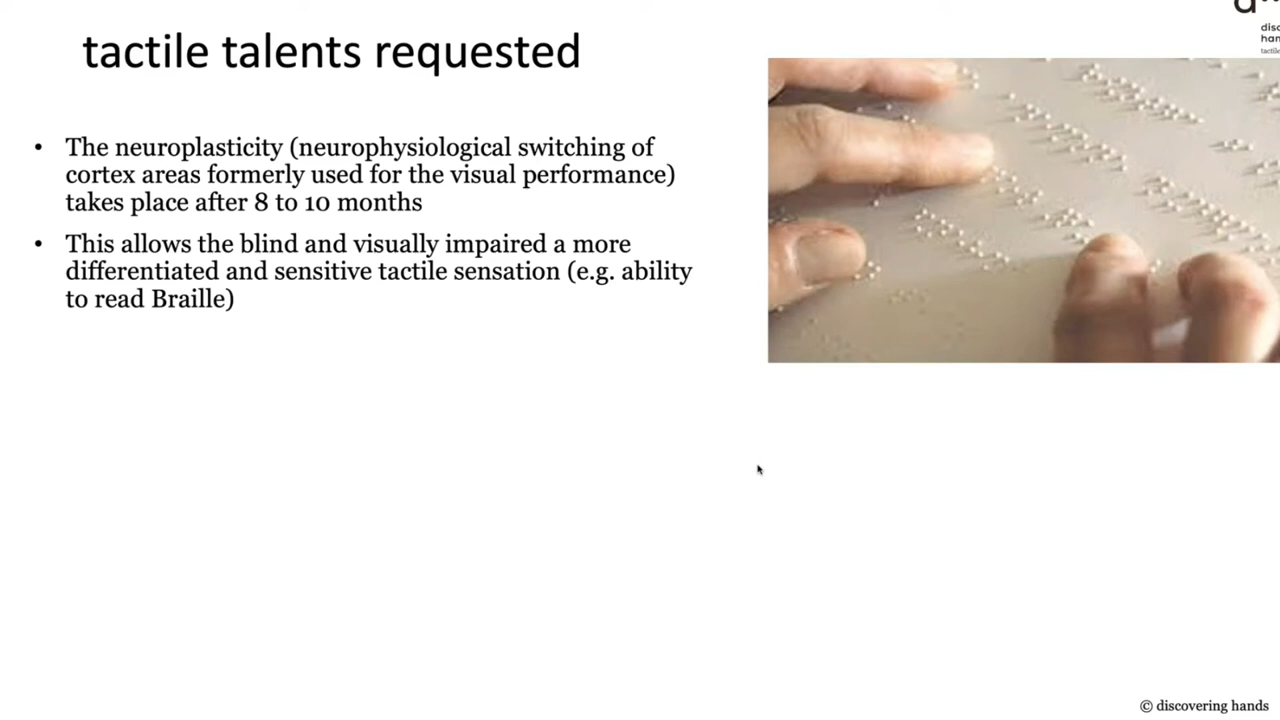 tactile talents requested
• The neuroplasticity (neurophysiological switching of
cortex areas formerly used for the visual performance)
takes place after 8 to 10 months
• This allows the blind and visually impaired a more
differentiated and sensitive tactile sensation (e.g. ability
to read Braille)
© discovering hands